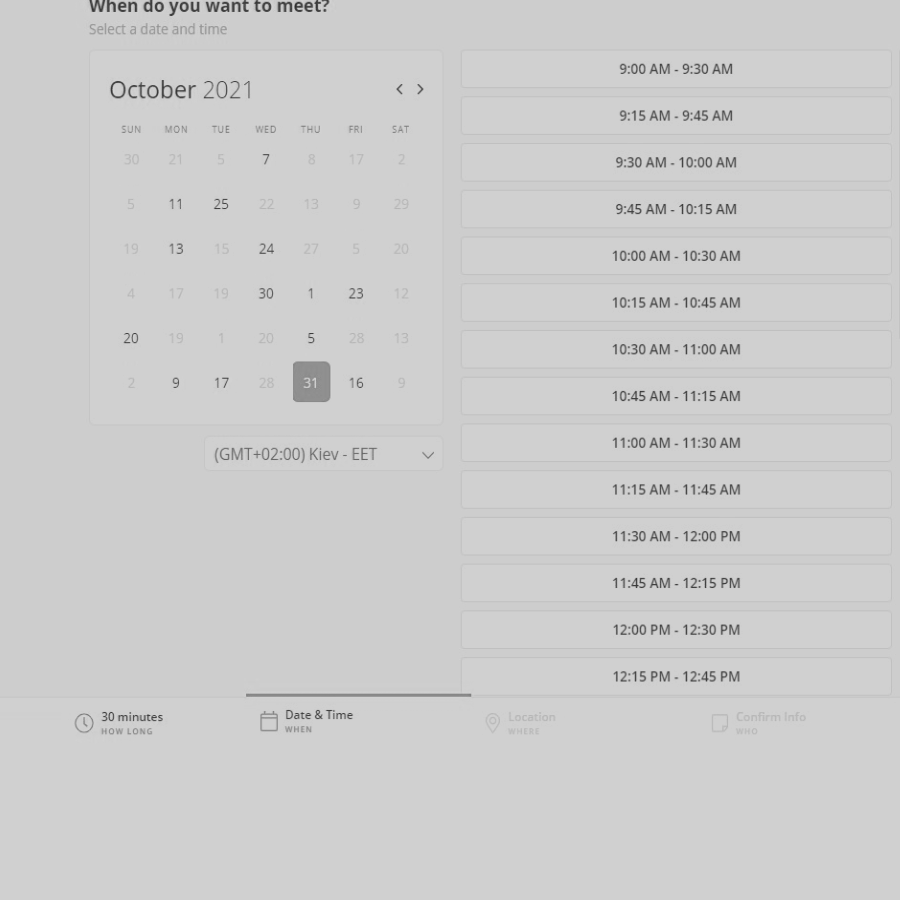 When do you want to meet?
Select a date and time
October 2021
SUN MON TUE WED THU FRI SAT
30 21 5 7 8 17 2
5 11 25 22 13 9 29
19 13 15 24 27 5 20
4 17 19 30 1 23 12
20 19 1 20 5 28 13
2 9 17 28 31 16 9
(GMT+02:00) Kiev - EET
9:00 AM - 9:30 AM
9:15 AM - 9:45 AM
9:30 AM - 10:00 AM
9:45 AM - 10:15 AM
10:00 AM - 10:30 AM
10:15 AM - 10:45 AM
10:30 AM - 11:00 AM
10:45 AM - 11:15 AM
11:00 AM - 11:30 AM
11:15 AM - 11:45 AM
11:30 AM - 12:00 PM
11:45 AM - 12:15 PM
12:00 PM - 12:30 PM
12:15 PM - 12:45 PM
30 minutes
HOW LONG
Date & Time
WHEN
Location
WHERE
Confirm Info
WHO